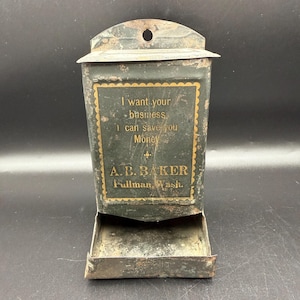 I want your
business,
I can save you
Money.
A. B. BAKER
Pullman, Wash.